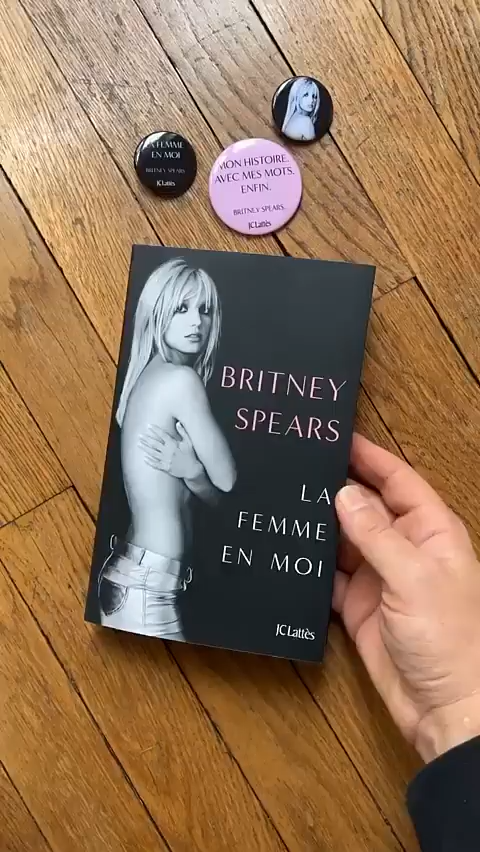 LA FEMME
EN MOI
BRITNEY SPEARS
JC Lattès
MON HISTOIRE.
AVEC MES MOTS.
ENFIN.
BRITNEY SPEARS.
JC Lattès
BRITNEY
SPEARS
LA
FEMME
EN MOI
JC Lattès